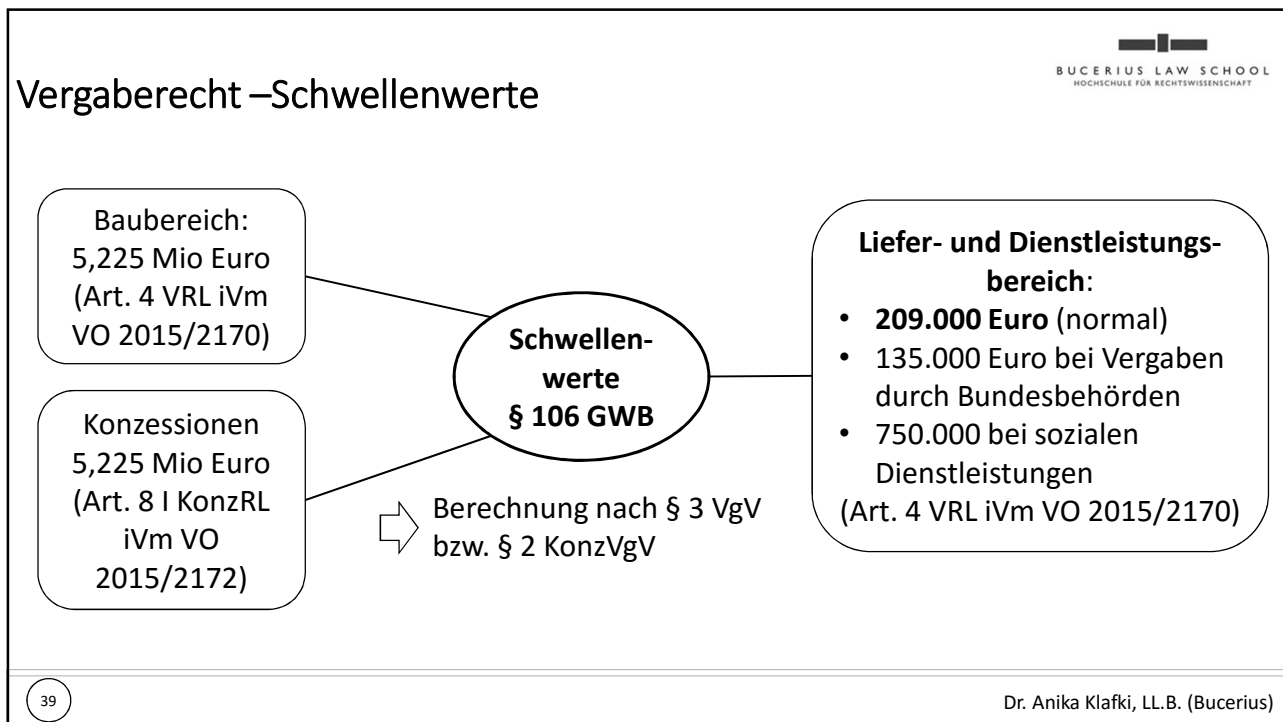 BUCERIUS LAW SCHOOL
HOCHSCHULE FÜR RECHTSWISSENSCHAFT
Vergaberecht –Schwellenwerte
Baubereich:
5,225 Mio Euro
(Art. 4 VRL iVm
VO 2015/2170)
Konzessionen
5,225 Mio Euro
(Art. 8 I KonzRL
iVm VO
2015/2172)
Schwellen-
werte
§ 106 GWB
Berechnung nach § 3 VgV
bzw. § 2 KonzVgV
Liefer- und Dienstleistungs-
bereich:
• 209.000 Euro (normal)
• 135.000 Euro bei Vergaben
durch Bundesbehörden
• 750.000 bei sozialen
Dienstleistungen
(Art. 4 VRL iVm VO 2015/2170)
39
Dr. Anika Klafki, LL.B. (Bucerius)